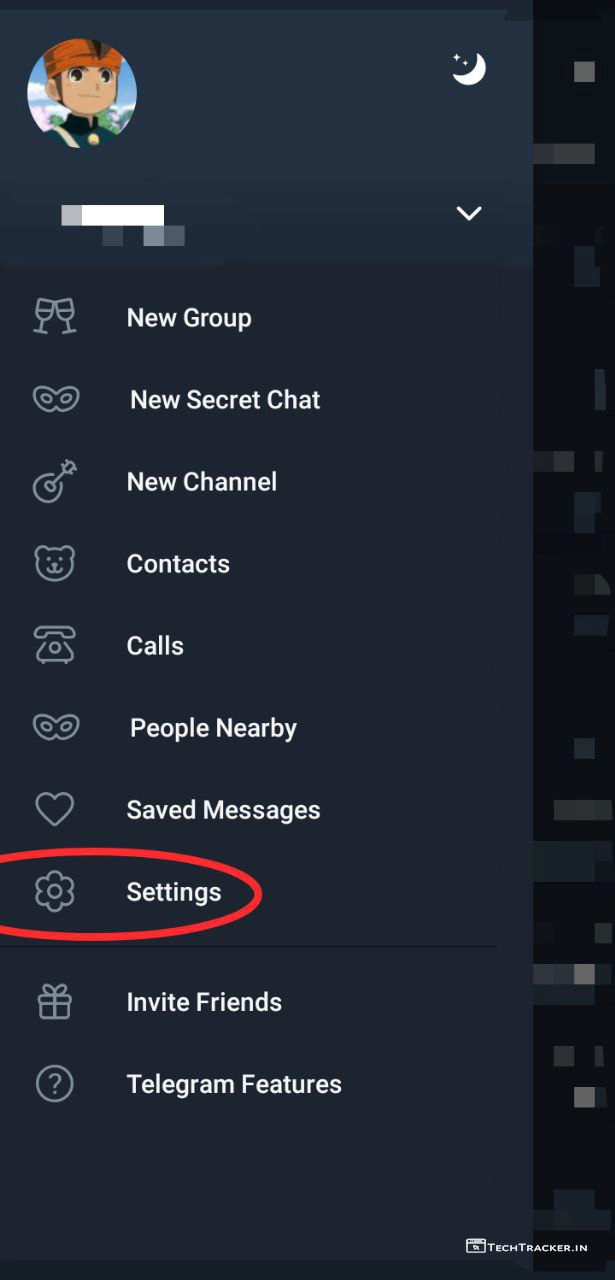 New Group
New Secret Chat
New Channel
Contacts
Calls
People Nearby
Saved Messages
Settings
Invite Friends
Telegram Features
TECHTRACKER.IN